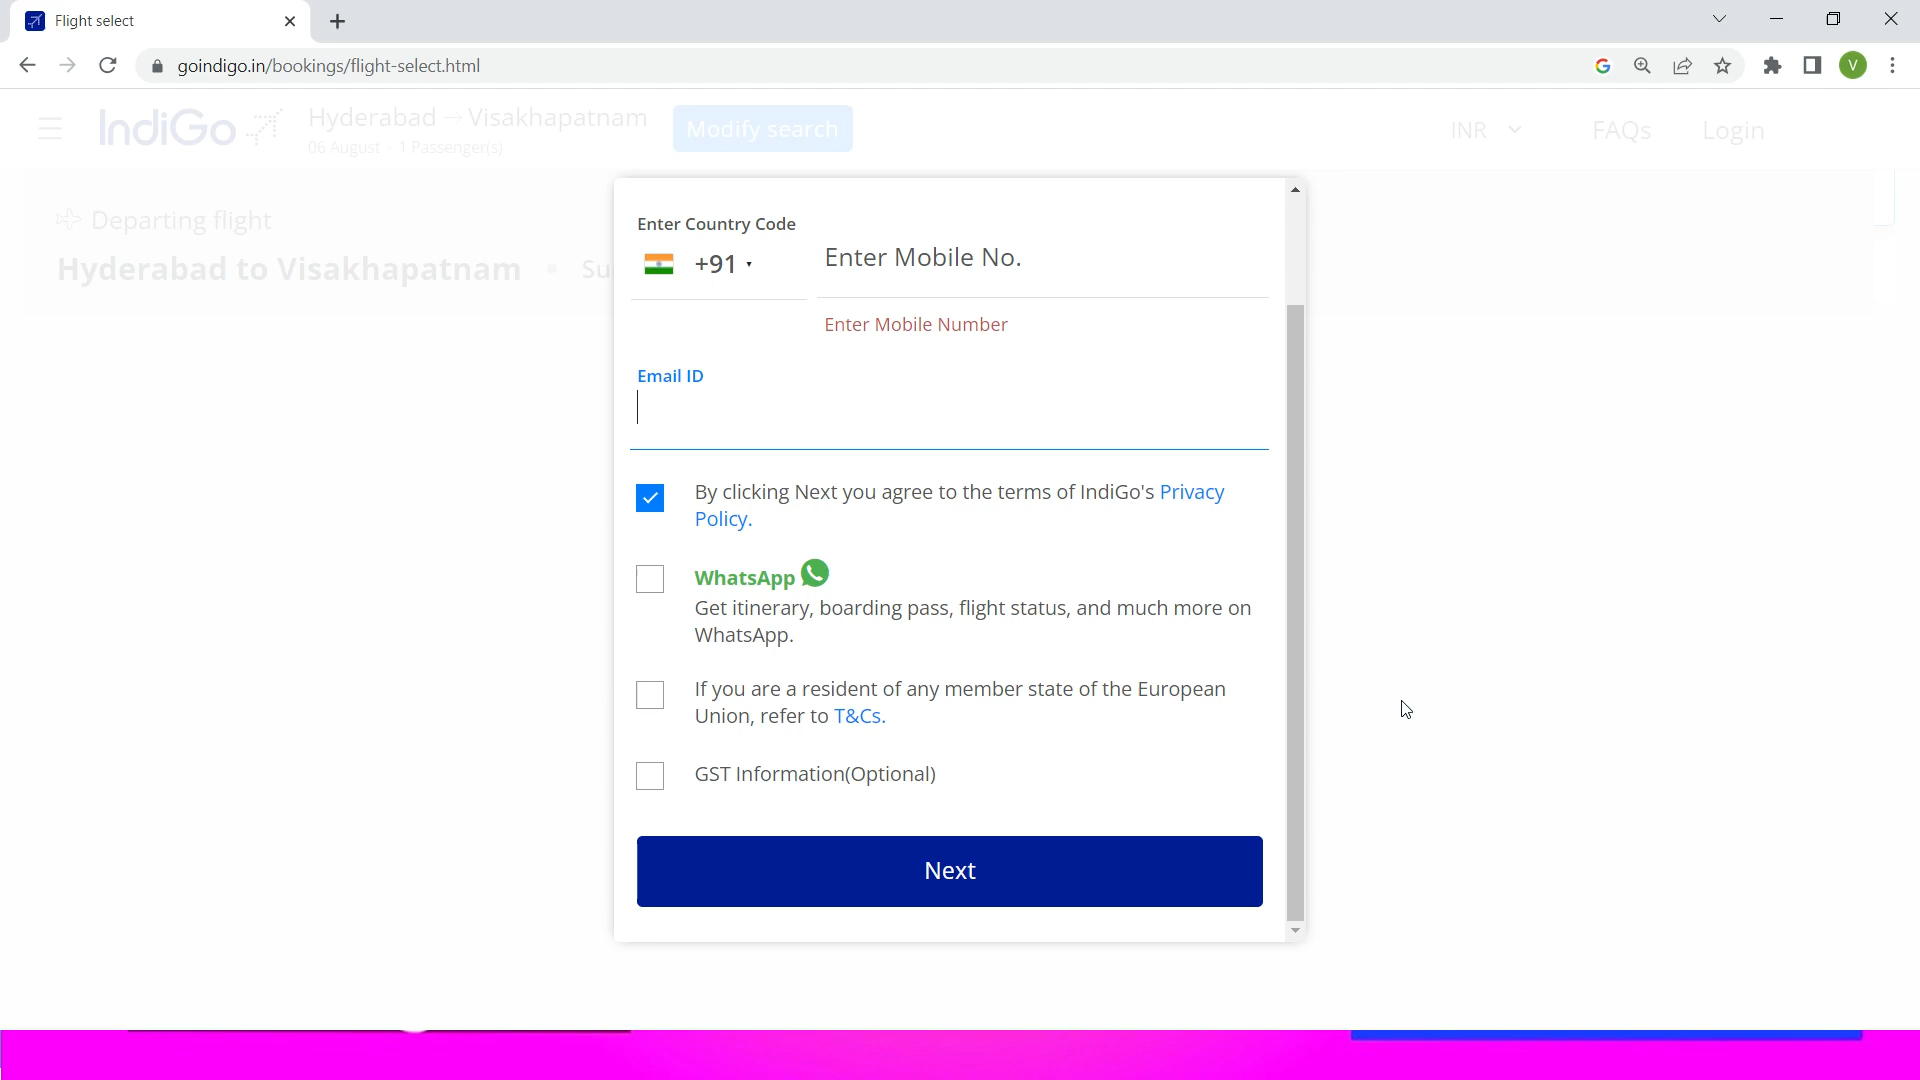 Flight select
goindigo.in/bookings/flight-select.html
V
IndiGo
Hyderabad → Visakhapatnam
06 August · 1 Passenger(s)
Modify search
INR
FAQs
Login
Departing flight
Hyderabad to Visakhapatnam
Su
Enter Country Code
+91
Enter Mobile No.
Enter Mobile Number
Email ID
By clicking Next you agree to the terms of IndiGo's Privacy
Policy.
WhatsApp
Get itinerary, boarding pass, flight status, and much more on
WhatsApp.
If you are a resident of any member state of the European
Union, refer to T&Cs.
GST Information(Optional)
Next